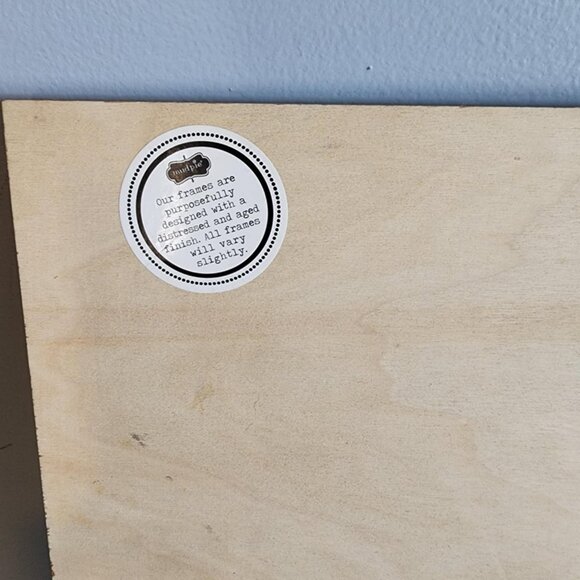 mudpie
Our frames are
purposefully
designed with a
distressed and aged
finish. All frames
will vary
slightly.